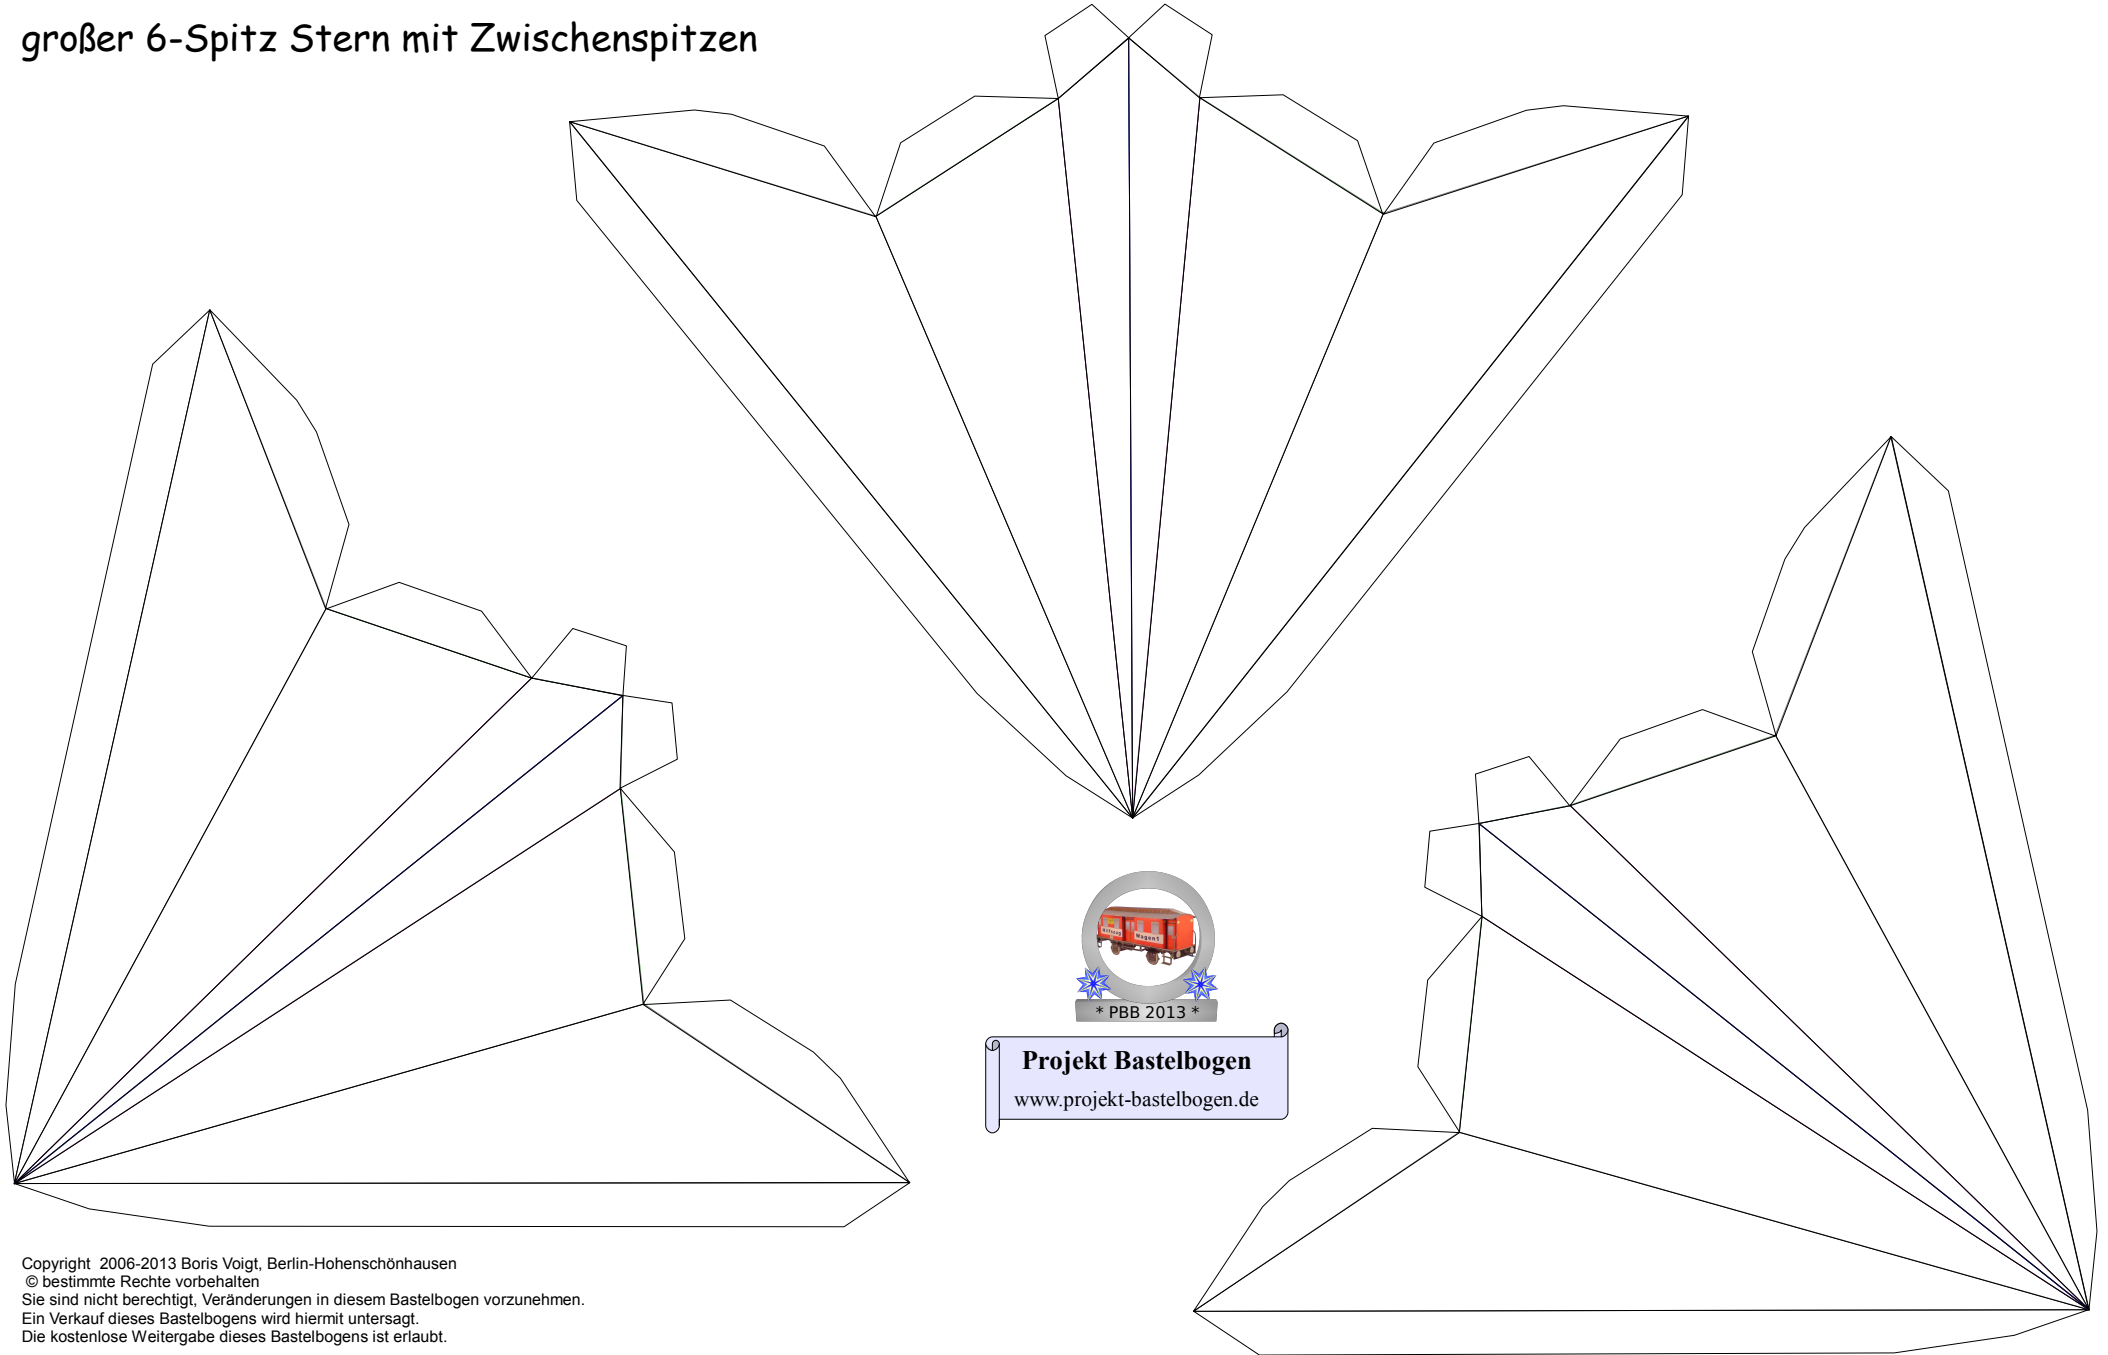 großer 6-Spitz Stern mit Zwischenspitzen
Wagen1
* PBB 2013 *
Projekt Bastelbogen
www.projekt-bastelbogen.de
Copyright 2006-2013 Boris Voigt, Berlin-Hohenschönhausen
© bestimmte Rechte vorbehalten
Sie sind nicht berechtigt, Veränderungen in diesem Bastelbogen vorzunehmen.
Ein Verkauf dieses Bastelbogens wird hiermit untersagt.
Die kostenlose Weitergabe dieses Bastelbogens ist erlaubt.